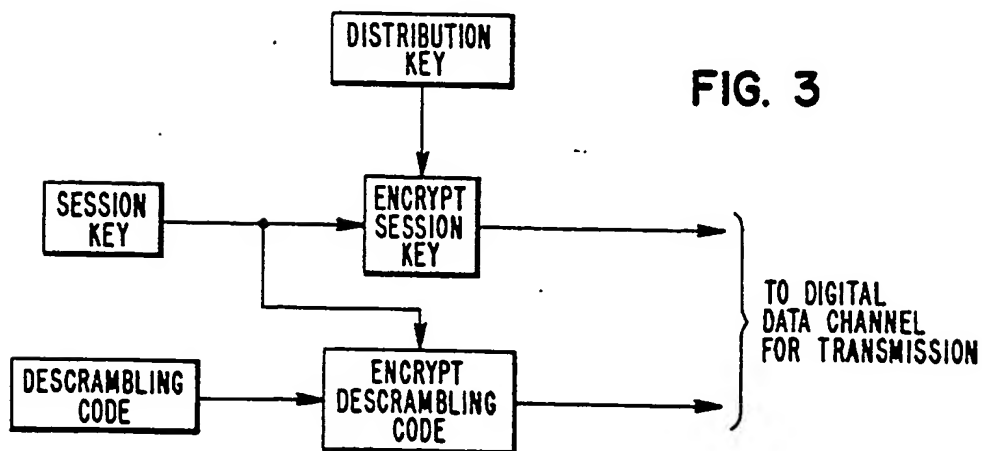 DISTRIBUTION
KEY
FIG. 3
SESSION
KEY
ENCRYPT
SESSION
KEY
TO DIGITAL
DATA CHANNEL
FOR TRANSMISSION
DESCRAMBLING
CODE
ENCRYPT
DESCRAMBLING
CODE